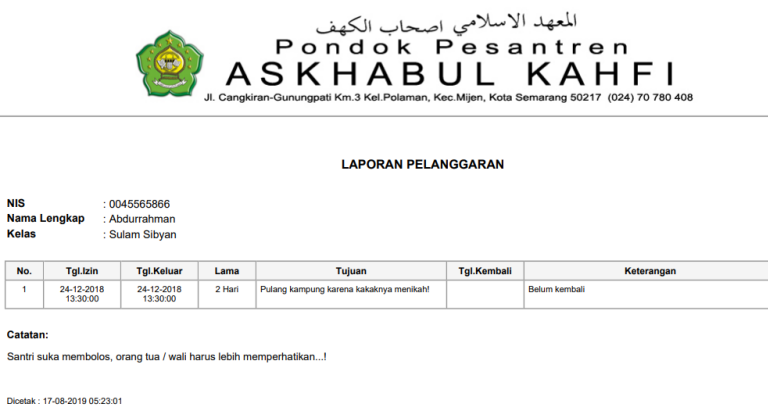 المعهد الاسلامي اصحاب الكهف
Pondok Pesantren
ASKHABUL KAHFI
Jl. Cangkiran-Gunungpati Km.3 Kel.Polaman, Kec.Mijen, Kota Semarang 50217 (024) 70 780 408
LAPORAN PELANGGARAN
NIS : 0045565866
Nama Lengkap : Abdurrahman
Kelas : Sulam Sibyan
No. Tgl.Izin Tgl.Keluar Lama Tujuan Tgl.Kembali Keterangan
1 24-12-2018 24-12-2018 2 Hari Pulang kampung karena kakaknya menikah! Belum kembali
13:30:00 13:30:00
Catatan:
Santri suka membolos, orang tua / wali harus lebih memperhatikan...!
Dicetak : 17-08-2019 05:23:01